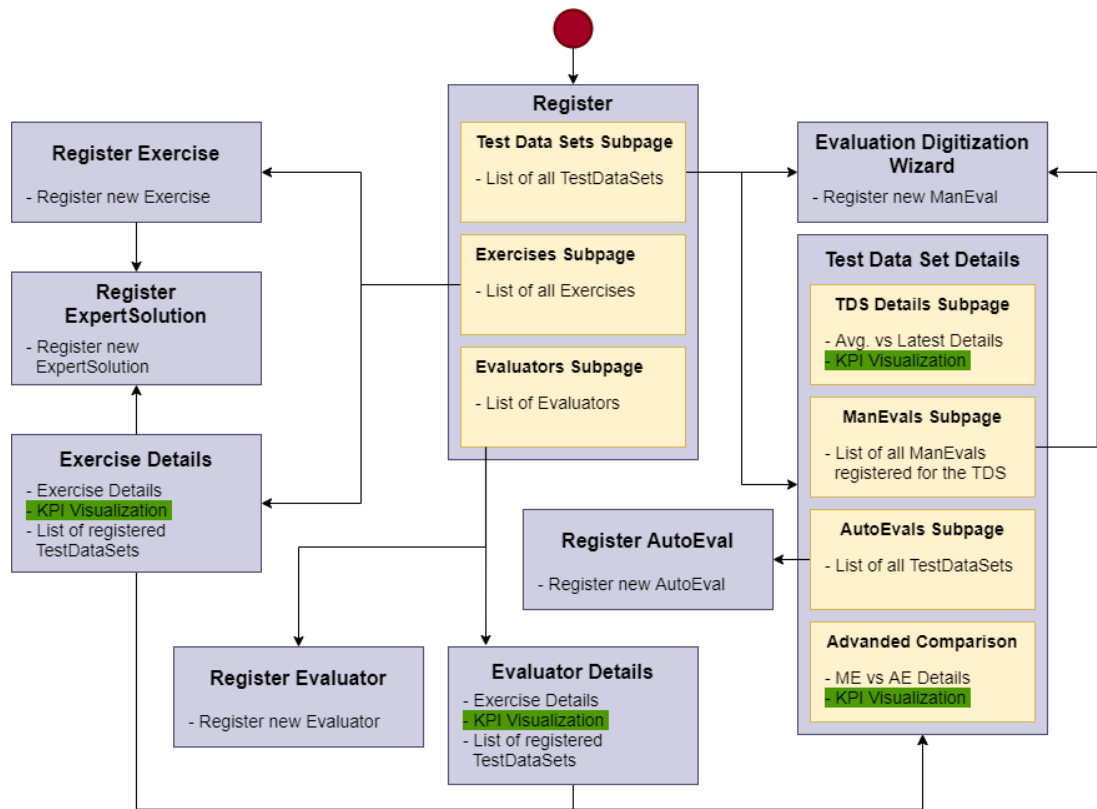 Register
Test Data Sets Subpage
- List of all TestDataSets
Exercises Subpage
- List of all Exercises
Evaluators Subpage
- List of Evaluators
Register Exercise
- Register new Exercise
Register
ExpertSolution
- Register new
ExpertSolution
Exercise Details
- Exercise Details
- KPI Visualization
- List of registered
TestDataSets
Register Evaluator
- Register new Evaluator
Evaluator Details
- Exercise Details
- KPI Visualization
- List of registered
TestDataSets
Register AutoEval
- Register new AutoEval
Evaluation Digitization
Wizard
- Register new ManEval
Test Data Set Details
TDS Details Subpage
- Avg. vs Latest Details
- KPI Visualization
ManEvals Subpage
- List of all ManEvals
registered for the TDS
AutoEvals Subpage
- List of all TestDataSets
Advanded Comparison
- ME vs AE Details
- KPI Visualization